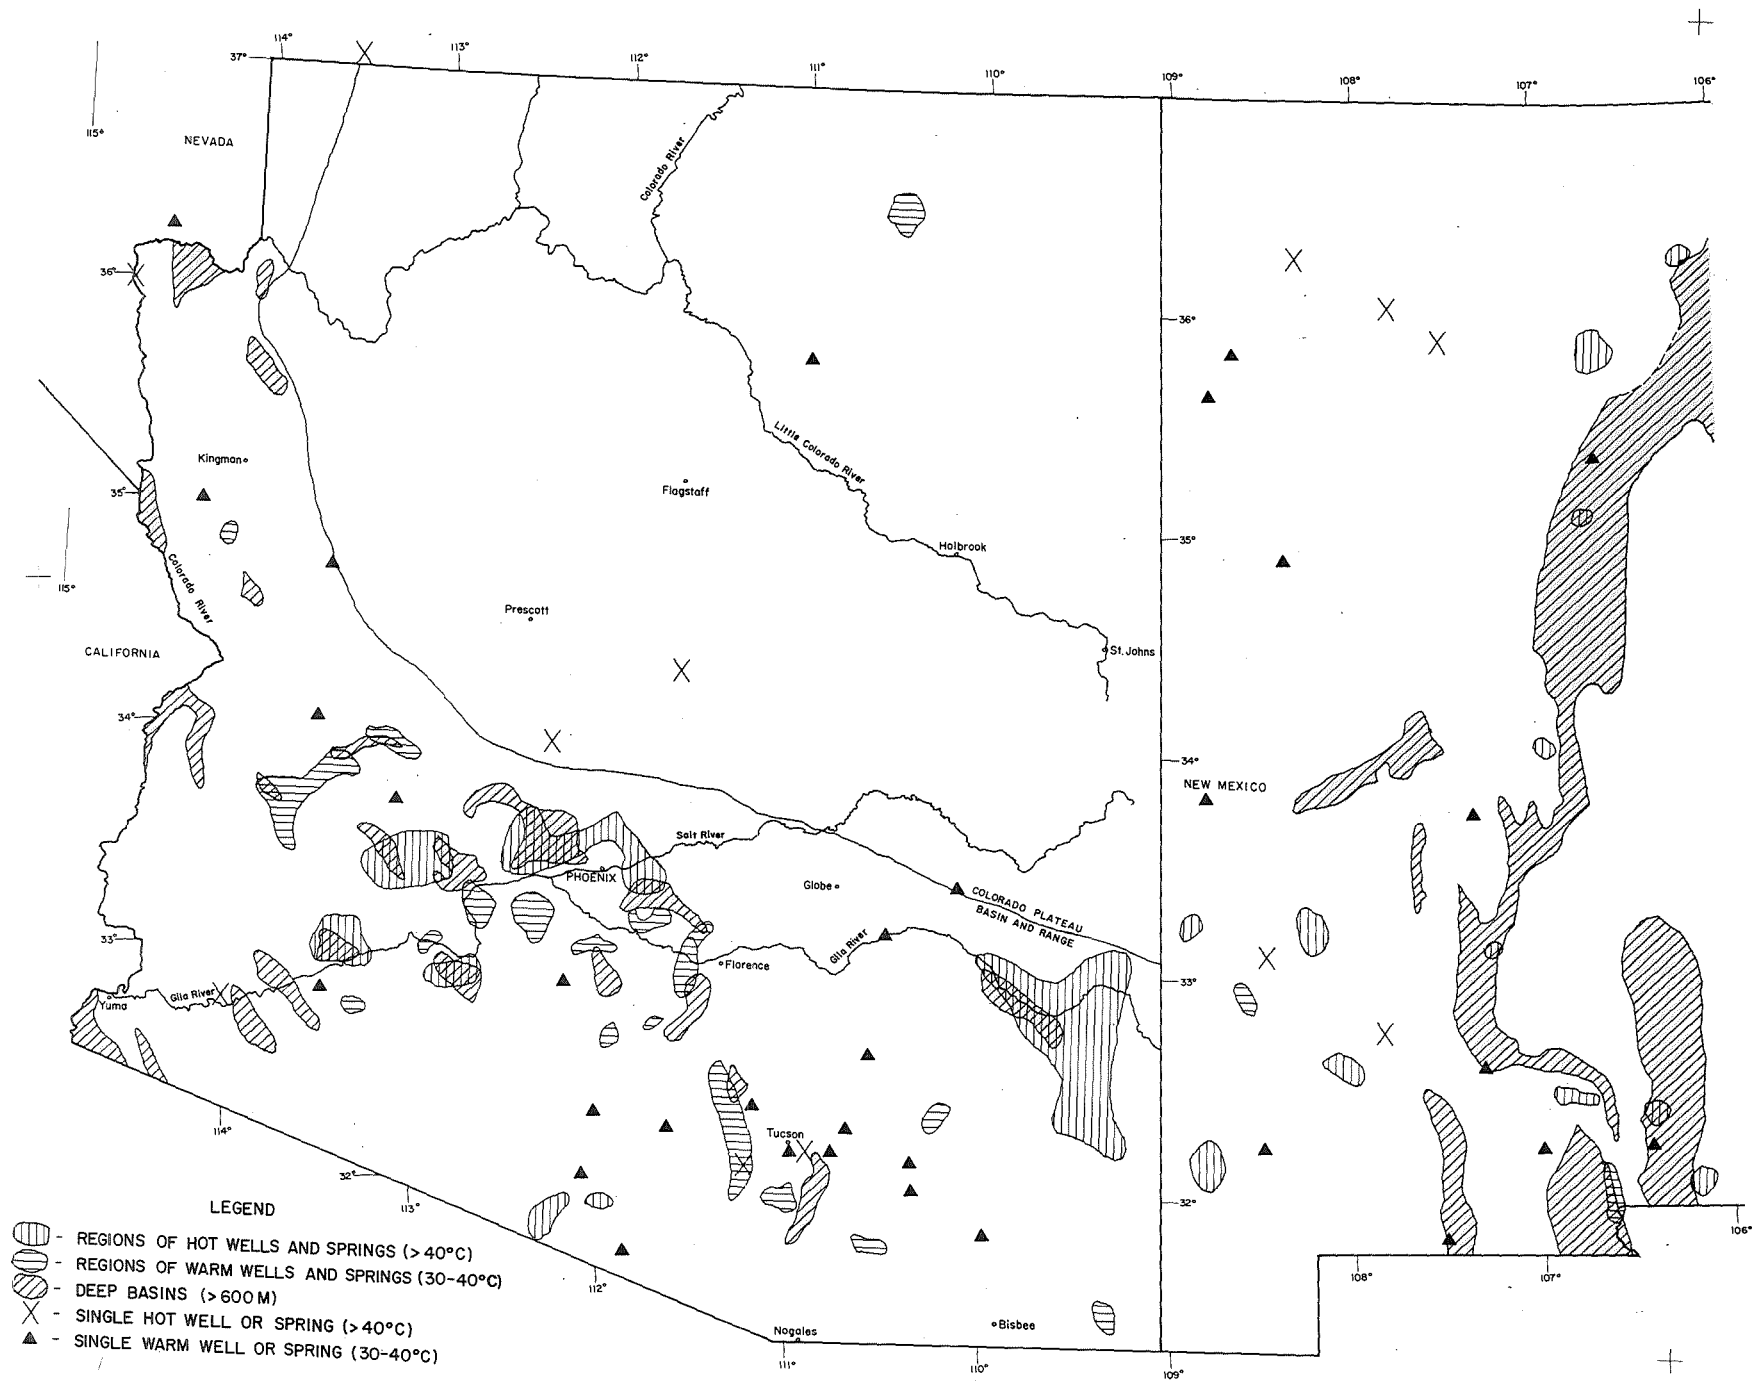 114°
113°
112°
111°
110°
109°
108°
107°
106°
37°
115°
NEVADA
Colorado River
36°
36°
Kingman
Flagstaff
Little Colorado River
35°
35°
Holbrook
Colorado River
115°
Prescott
CALIFORNIA
St. Johns
34°
34°
NEW MEXICO
Salt River
PHOENIX
Globe
COLORADO PLATEAU
BASIN AND RANGE
33°
Gila River
Florence
33°
Gila River
Yuma
114°
Tucson
32°
32°
113°
106°
112°
108°
107°
Bisbee
Nogales
111°
110°
109°
LEGEND
- REGIONS OF HOT WELLS AND SPRINGS (>40°C)
- REGIONS OF WARM WELLS AND SPRINGS (30-40°C)
- DEEP BASINS (>600M)
- SINGLE HOT WELL OR SPRING (>40°C)
- SINGLE WARM WELL OR SPRING (30-40°C)